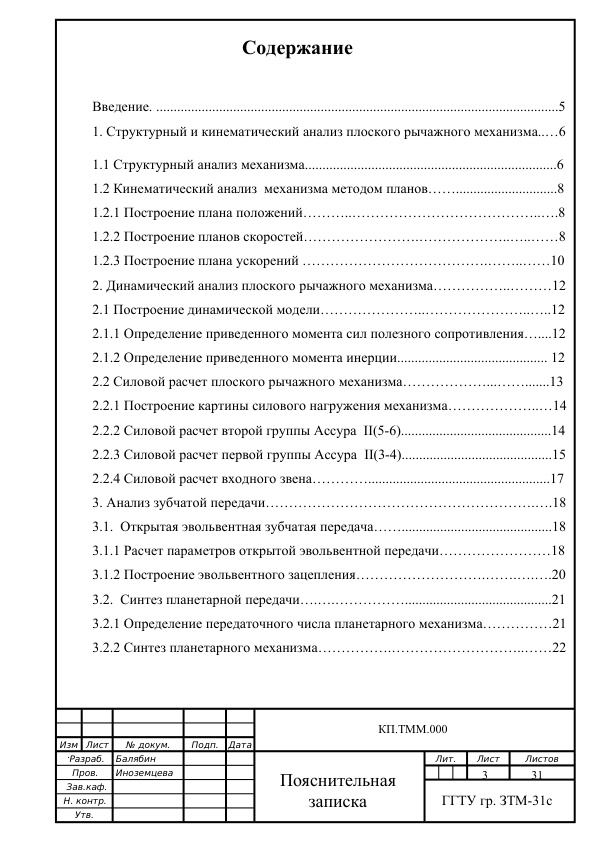 Содержание
Введение. ....................................................................................................................5
1. Структурный и кинематический анализ плоского рычажного механизма..…6
1.1 Структурный анализ механизма........................................................................6
1.2 Кинематический анализ  механизма методом планов……..............................8
1.2.1 Построение плана положений………..……………………………….…..…8
1.2.2 Построение планов скоростей…………………………………..…..….……8
1.2.3 Построение плана ускорений ………………………………..……..….……10
2. Динамический анализ плоского рычажного механизма……………..………12
2.1 Построение динамической модели……………………..…………………..…..12
2.1.1 Определение приведенного момента сил полезного сопротивления…....12
2.1.2 Определение приведенного момента инерции........................................... 12
2.2 Силовой расчет плоского рычажного механизма………………...…….......13
2.2.1 Построение картины силового нагружения механизма………………..…14
2.2.2 Силовой расчет второй группы Ассура  II(5-6)...........................................14
2.2.3 Силовой расчет первой группы Ассура  II(3-4)...........................................15
2.2.4 Силовой расчет входного звена…………....................................................17
3. Анализ зубчатой передачи……………………………………………………….….18
3.1.  Открытая эвольвентная зубчатая передача……...........................................18
3.1.1 Расчет параметров открытой эвольвентной передачи……………………18
3.1.2 Построение эвольвентного зацепления……………………….……….…….20
3.2.  Синтез планетарной передачи…….……………..........................................21
3.2.1 Определение передаточного числа планетарного механизма……………21
3.2.2 Синтез планетарного механизма…………….…………………………..……22
КП.ТММ.000
Изм Лист № докум. Подп. Дата
Разраб. Балябин Лит. Лист Листов
Пров. Иноземцева 3 31
Пояснительная
записка
Зав.каф.
Н. контр. ГГТУ гр. ЗТМ-31с
Утв.